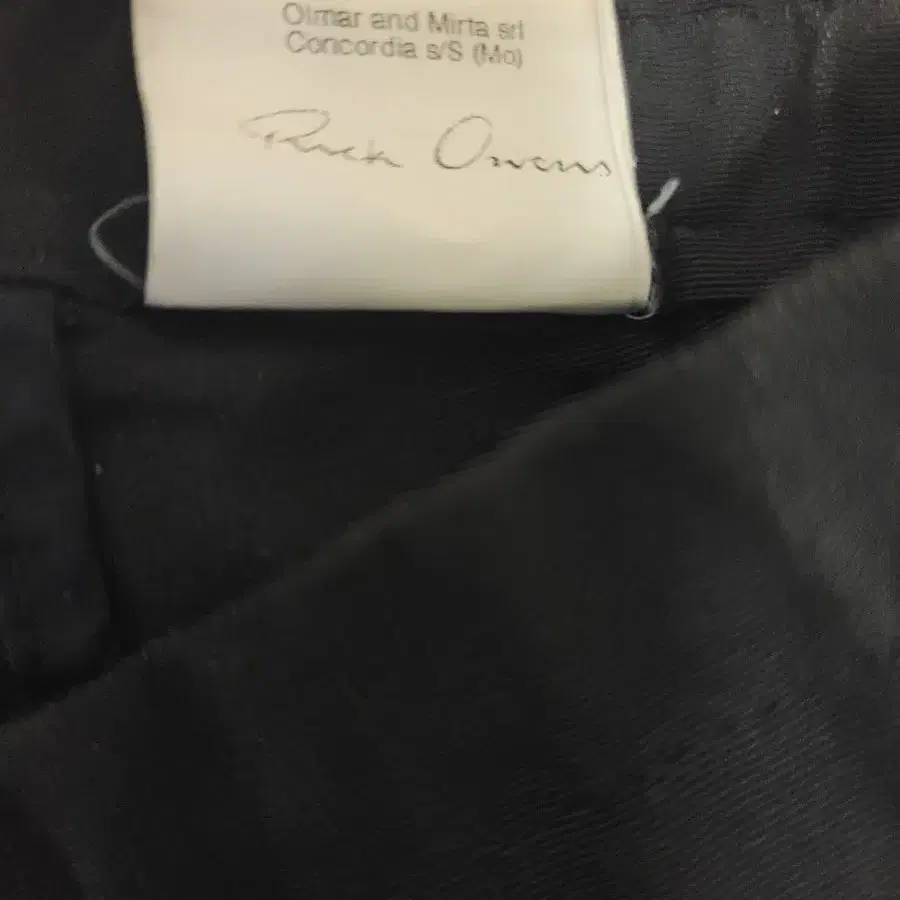 Olmar and Mirta srl
Concordia s/S (Mo)
Rick Owens